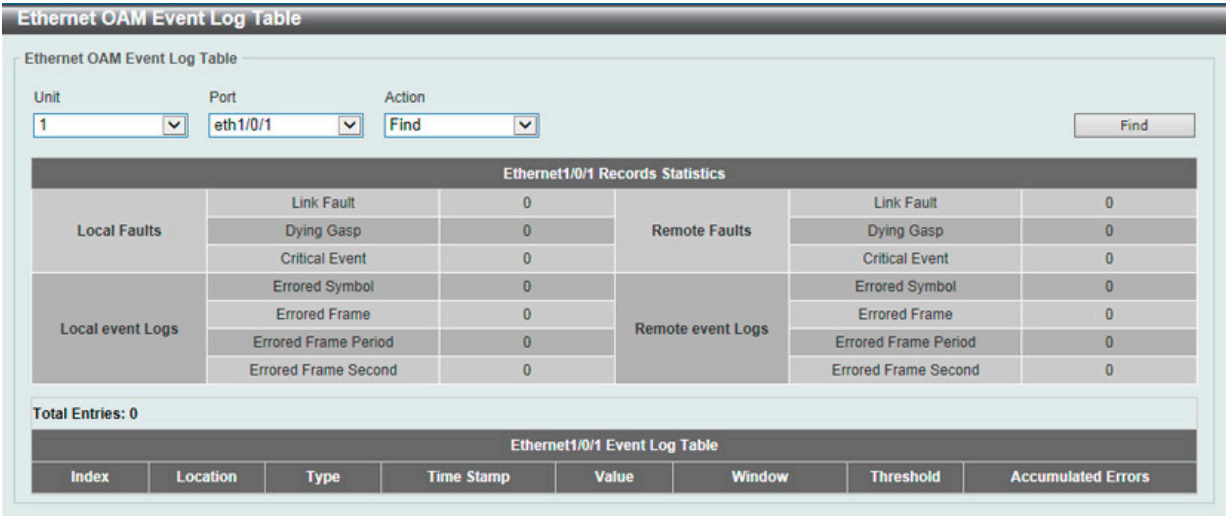 Ethernet OAM Event Log Table
Ethernet OAM Event Log Table
Unit Port Action
1 eth1/0/1 Find Find
Ethernet1/0/1 Records Statistics
Local Faults Link Fault 0 Remote Faults Link Fault 0
Dying Gasp 0 Dying Gasp 0
Critical Event 0 Critical Event 0
Local event Logs Errored Symbol 0 Remote event Logs Errored Symbol 0
Errored Frame 0 Errored Frame 0
Errored Frame Period 0 Errored Frame Period 0
Errored Frame Second 0 Errored Frame Second 0
Total Entries: 0
Ethernet1/0/1 Event Log Table
Index Location Type Time Stamp Value Window Threshold Accumulated Errors